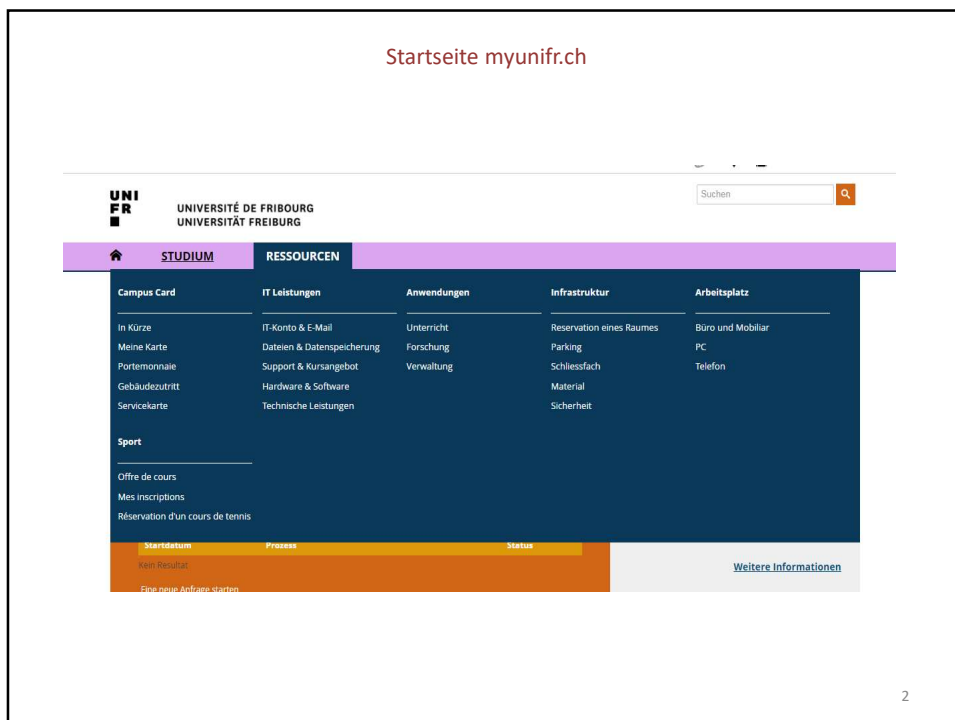 Startseite myunifr.ch
UNI
FR
UNIVERSITÉ DE FRIBOURG
UNIVERSITÄT FREIBURG
Suchen
STUDIUM
RESSOURCEN
Campus Card
In Kürze
Meine Karte
Portemonnaie
Gebäudezutritt
Servicekarte
IT Leistungen
IT-Konto & E-Mail
Dateien & Datenspeicherung
Support & Kursangebot
Hardware & Software
Technische Leistungen
Anwendungen
Unterricht
Forschung
Verwaltung
Infrastruktur
Reservation eines Raumes
Parking
Schliessfach
Material
Sicherheit
Arbeitsplatz
Büro und Mobiliar
PC
Telefon
Sport
Offre de cours
Mes inscriptions
Réservation d'un cours de tennis
Startdatum Prozess Status
Kein Resultat
Eine neue Anfrage starten
Weitere Informationen
2